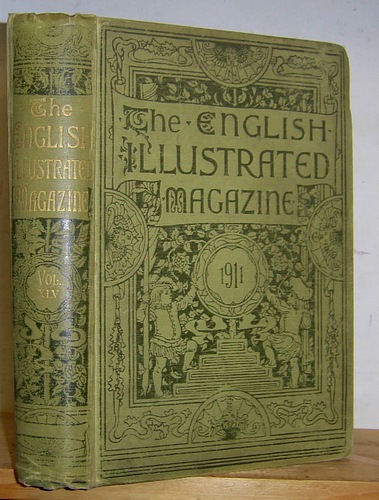 The
ENGLISH
ILLUSTRATED
MAGAZINE
VOL.
XIV
The ENGLISH
ILLUSTRATED
MAGAZINE
1911